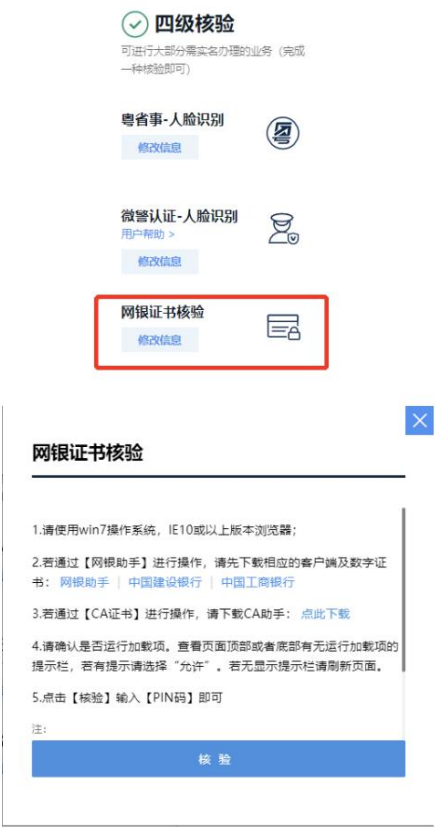 四级核验
可进行大部分需实名办理的业务（完成
一种核验即可）
粤省事-人脸识别
粤
修改信息
微警认证-人脸识别
用户帮助 >
修改信息
网银证书核验
修改信息
网银证书核验
1.请使用win7操作系统，IE10或以上版本浏览器；
2.若通过【网银助手】进行操作，请先下载相应的客户端及数字证
书： 网银助手 | 中国建设银行 | 中国工商银行
3.若通过【CA证书】进行操作，请下载CA助手： 点此下载
4.请确认是否运行加载项。查看页面顶部或者底部有无运行加载项的
提示栏，若有提示请选择“允许”。若无显示提示栏请刷新页面。
5.点击【核验】输入【PIN码】即可
注：
核 验